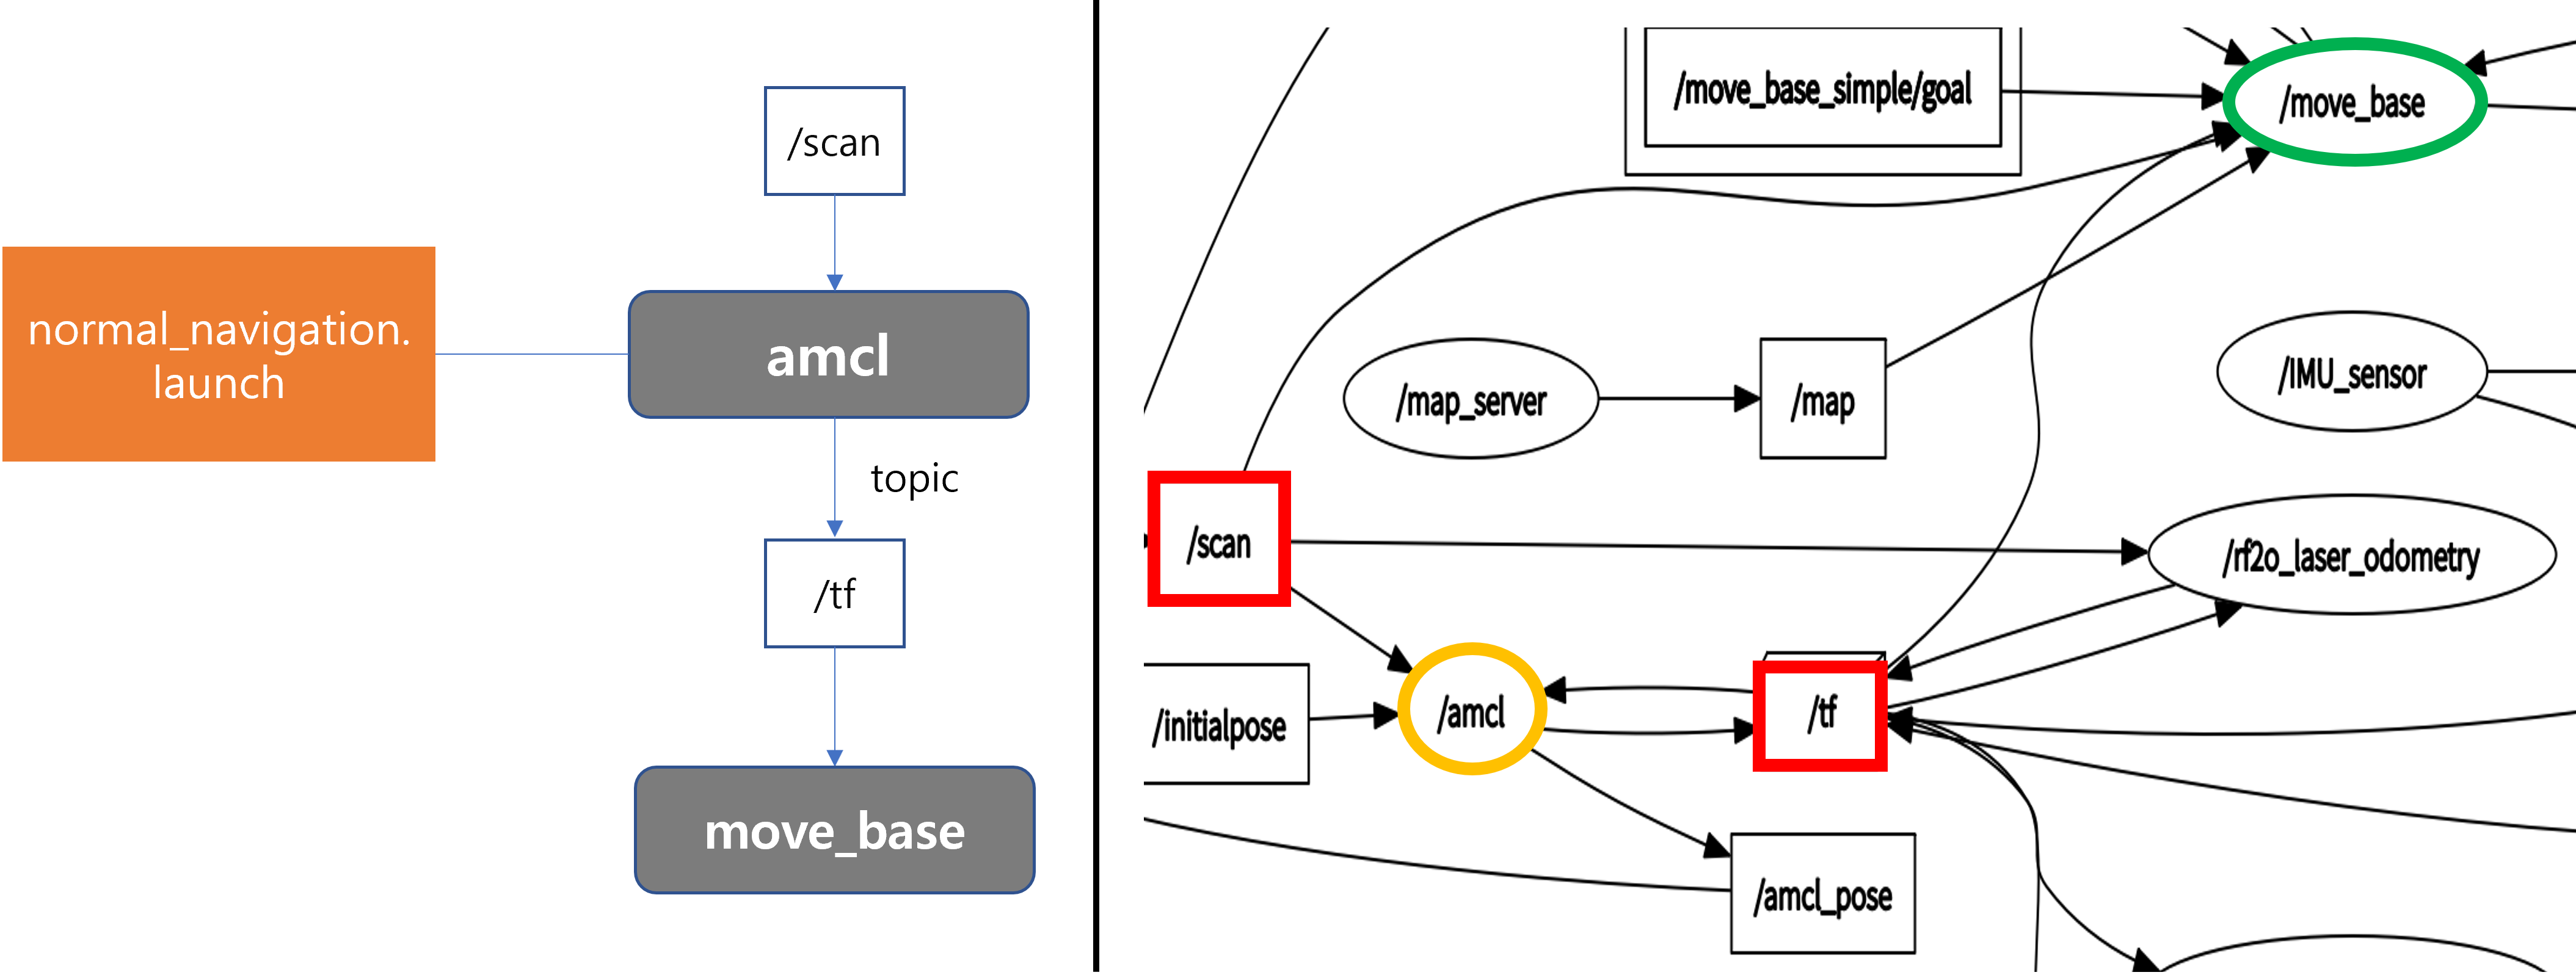 /scan
normal_navigation.
launch
amcl
topic
/tf
move_base
/move_base_simple/goal
/move_base
/map_server
/map
/IMU_sensor
/scan
/rf2o_laser_odometry
/initialpose
/amcl
/tf
/amcl_pose